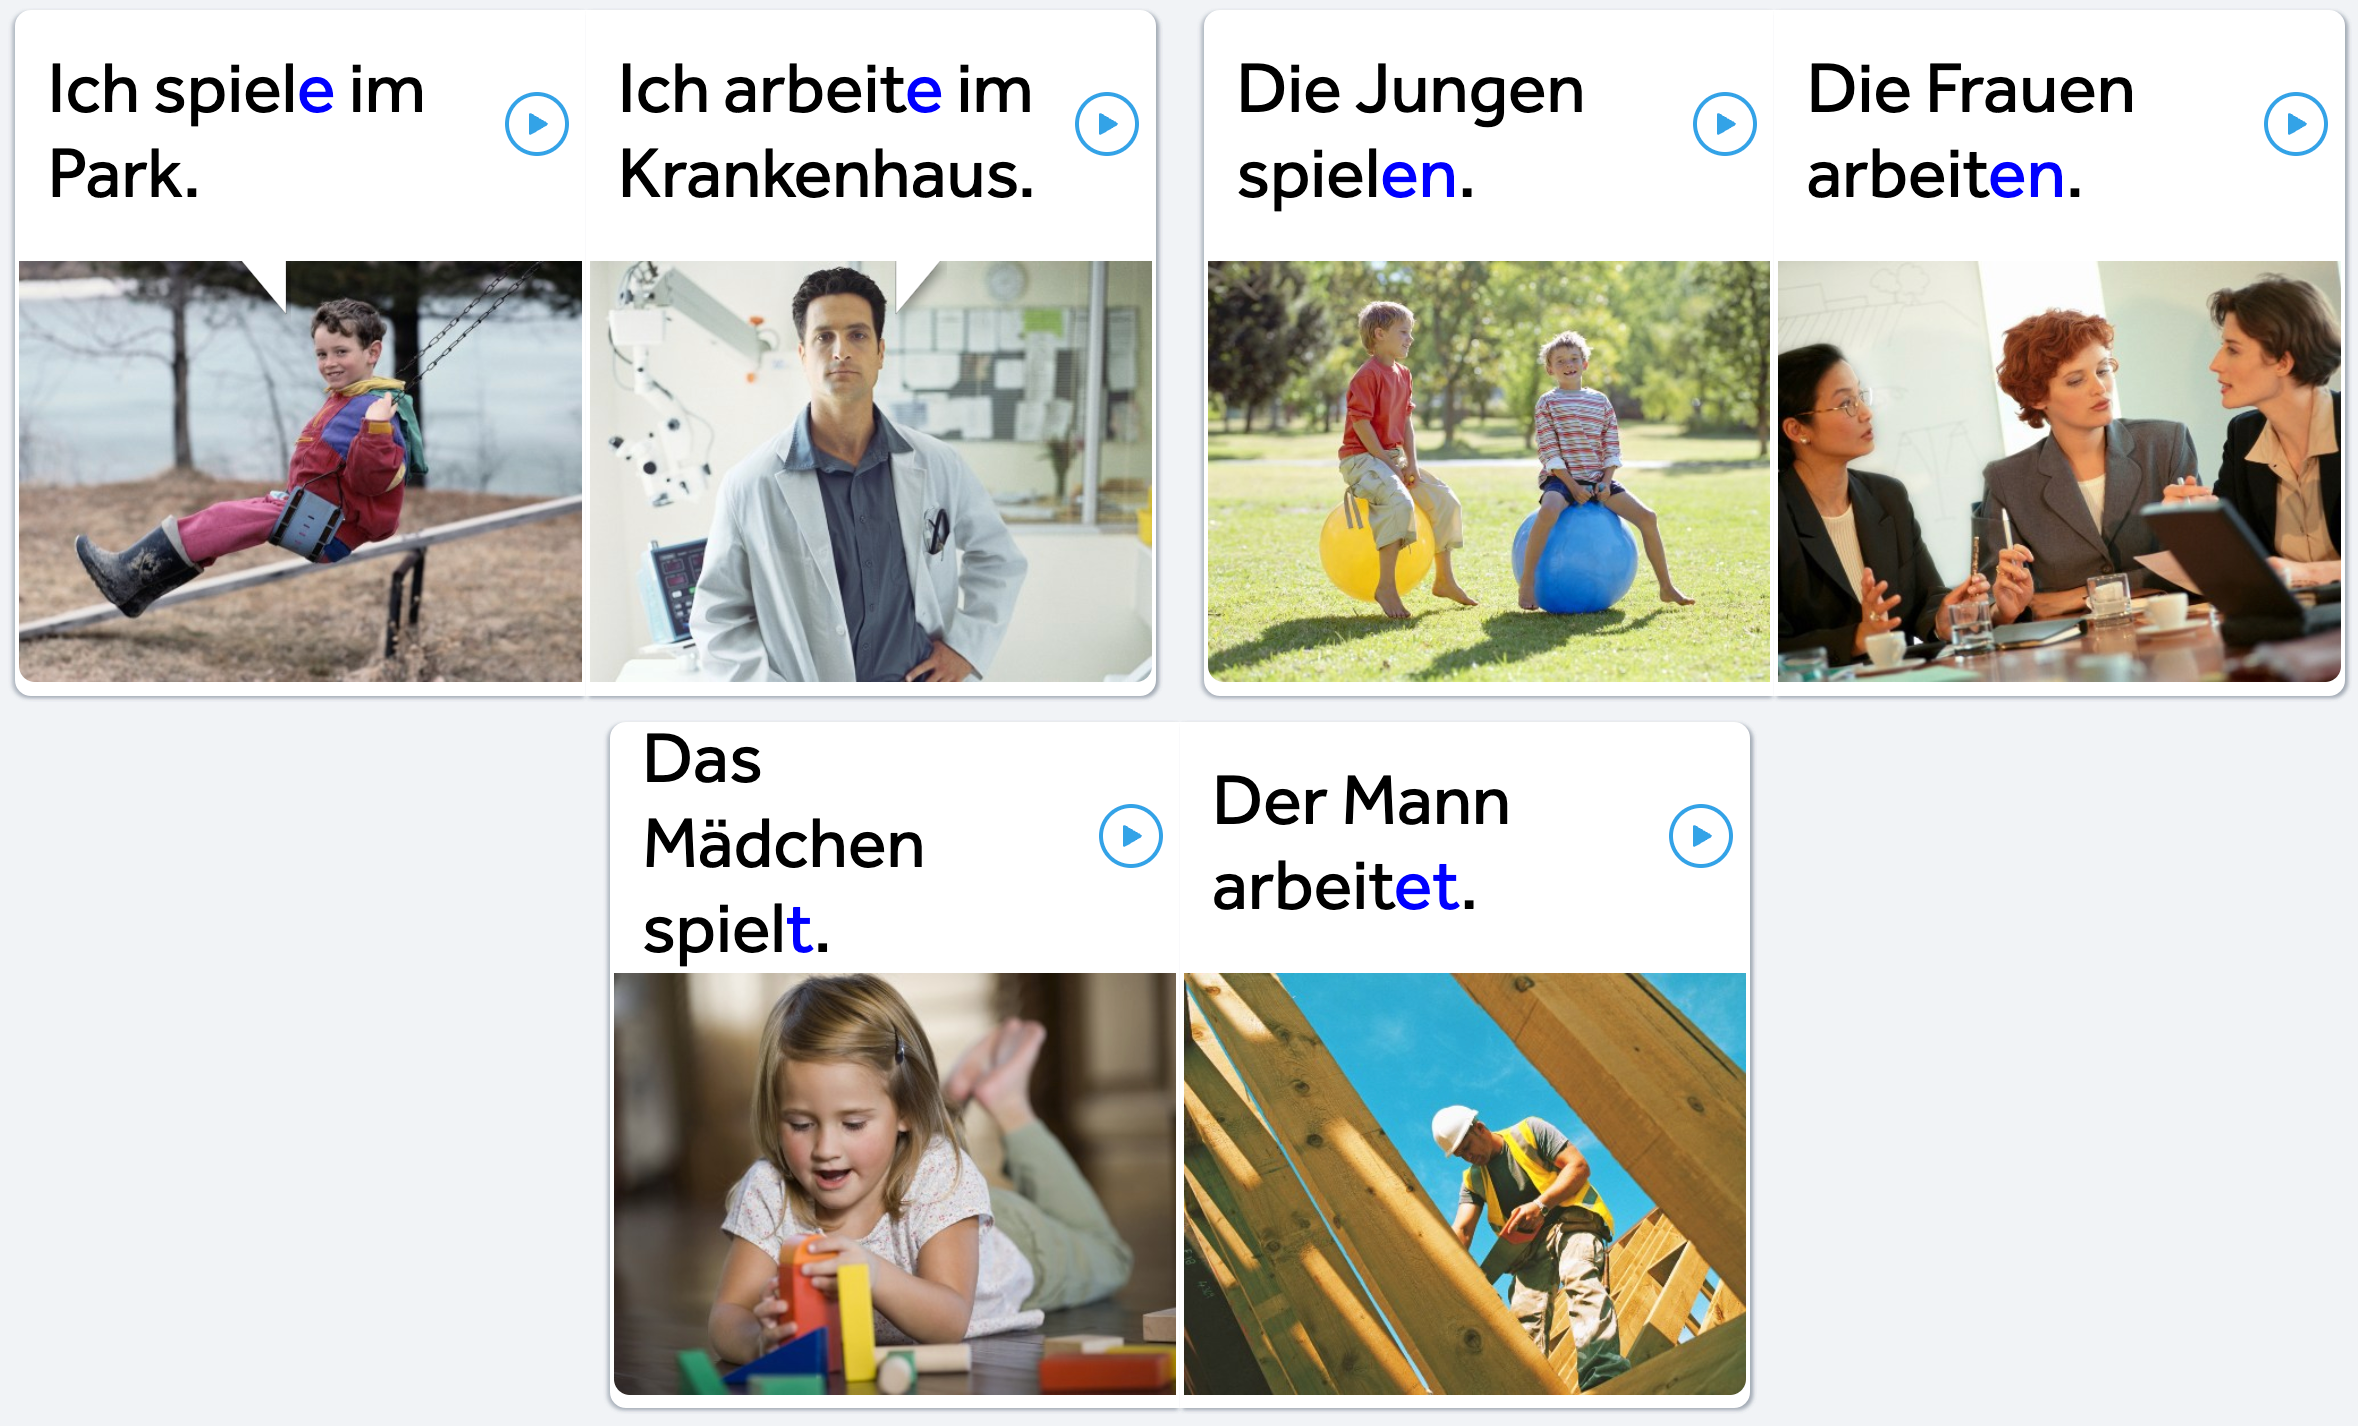 Ich spiele im
Park.
Ich arbeite im
Krankenhaus.
Die Jungen
spielen.
Die Frauen
arbeiten.
Das
Mädchen
spielt.
Der Mann
arbeitet.